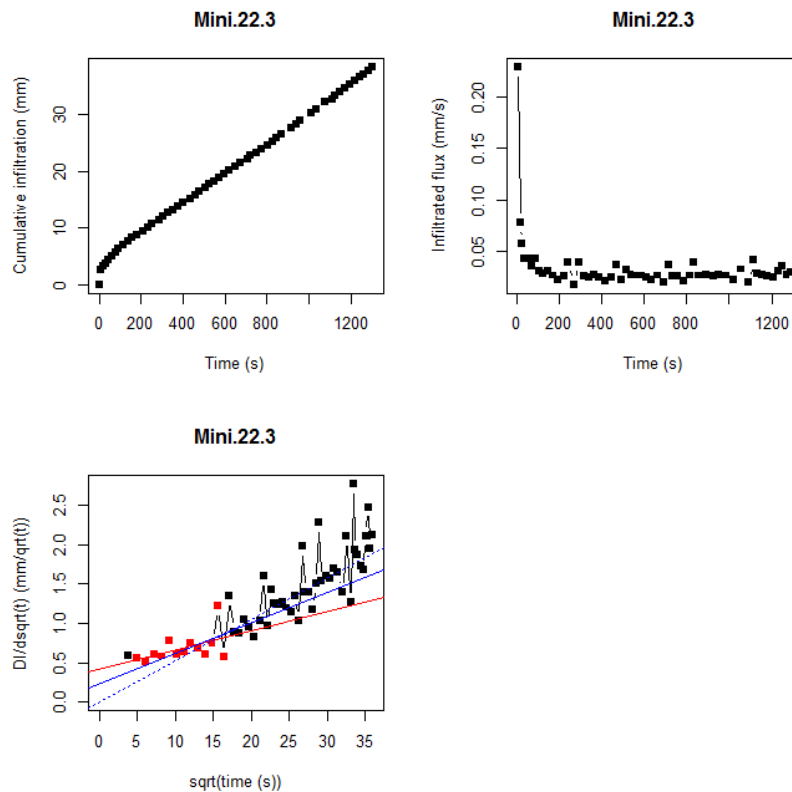 Mini.22.3
Cumulative infiltration (mm)
0 10 20 30
0 200 400 600 800 1200
Time (s)
Mini.22.3
Infiltrated flux (mm/s)
0.05 0.10 0.15 0.20
0 200 400 600 800 1200
Time (s)
Mini.22.3
DI/dsqrt(t) (mm/qrt(t))
0.0 0.5 1.0 1.5 2.0 2.5
0 5 10 15 20 25 30 35
sqrt(time (s))